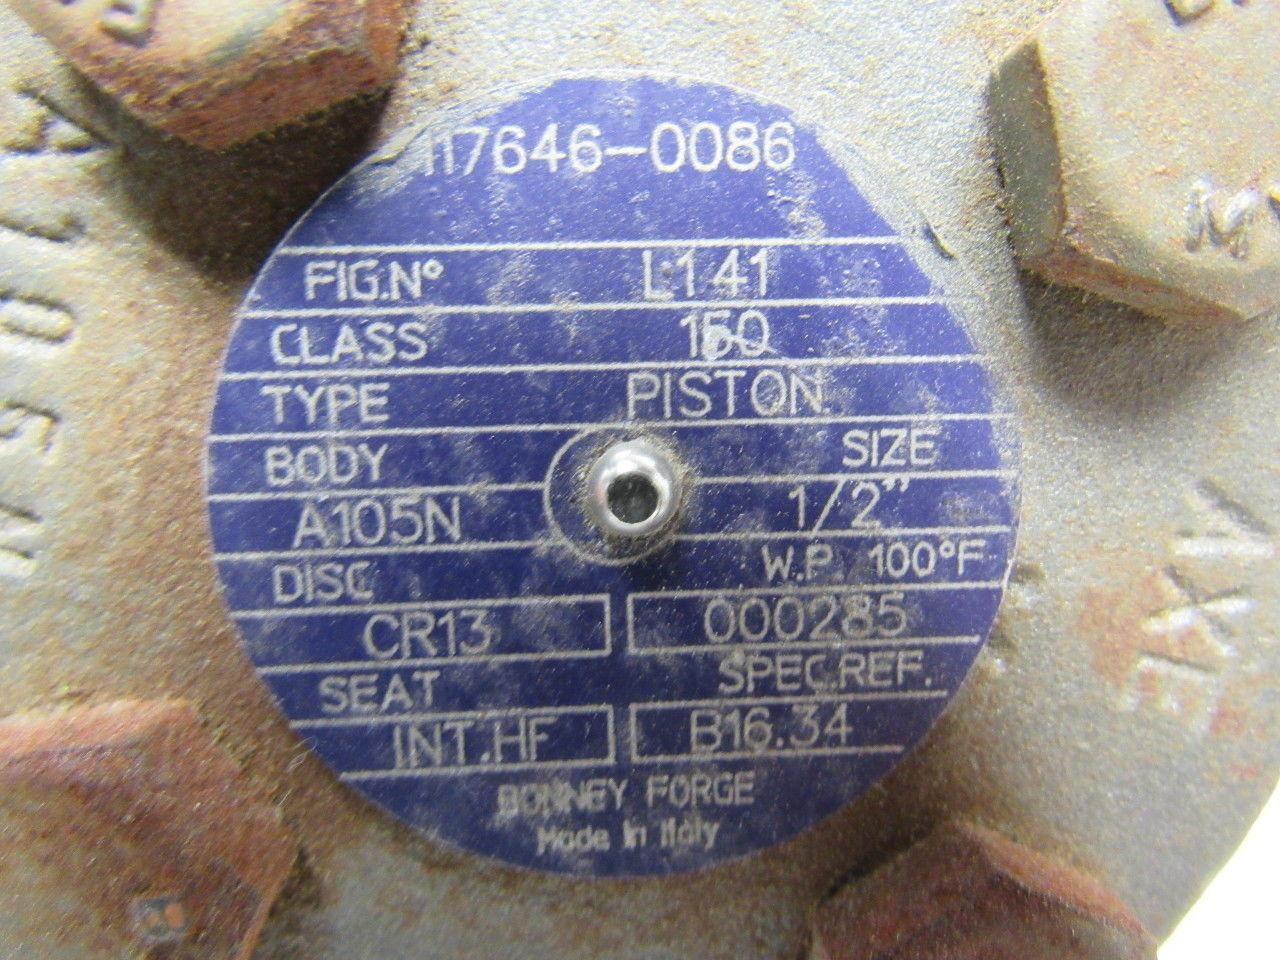 117646-0086
FIG.N° L141
CLASS 150
TYPE PISTON
BODY SIZE
A105N 1/2"
DISC W.P. 100°F
CR13 000285
SEAT SPEC.REF.
INT.HF B16.34
BONNEY FORGE
Made in Italy
A105N